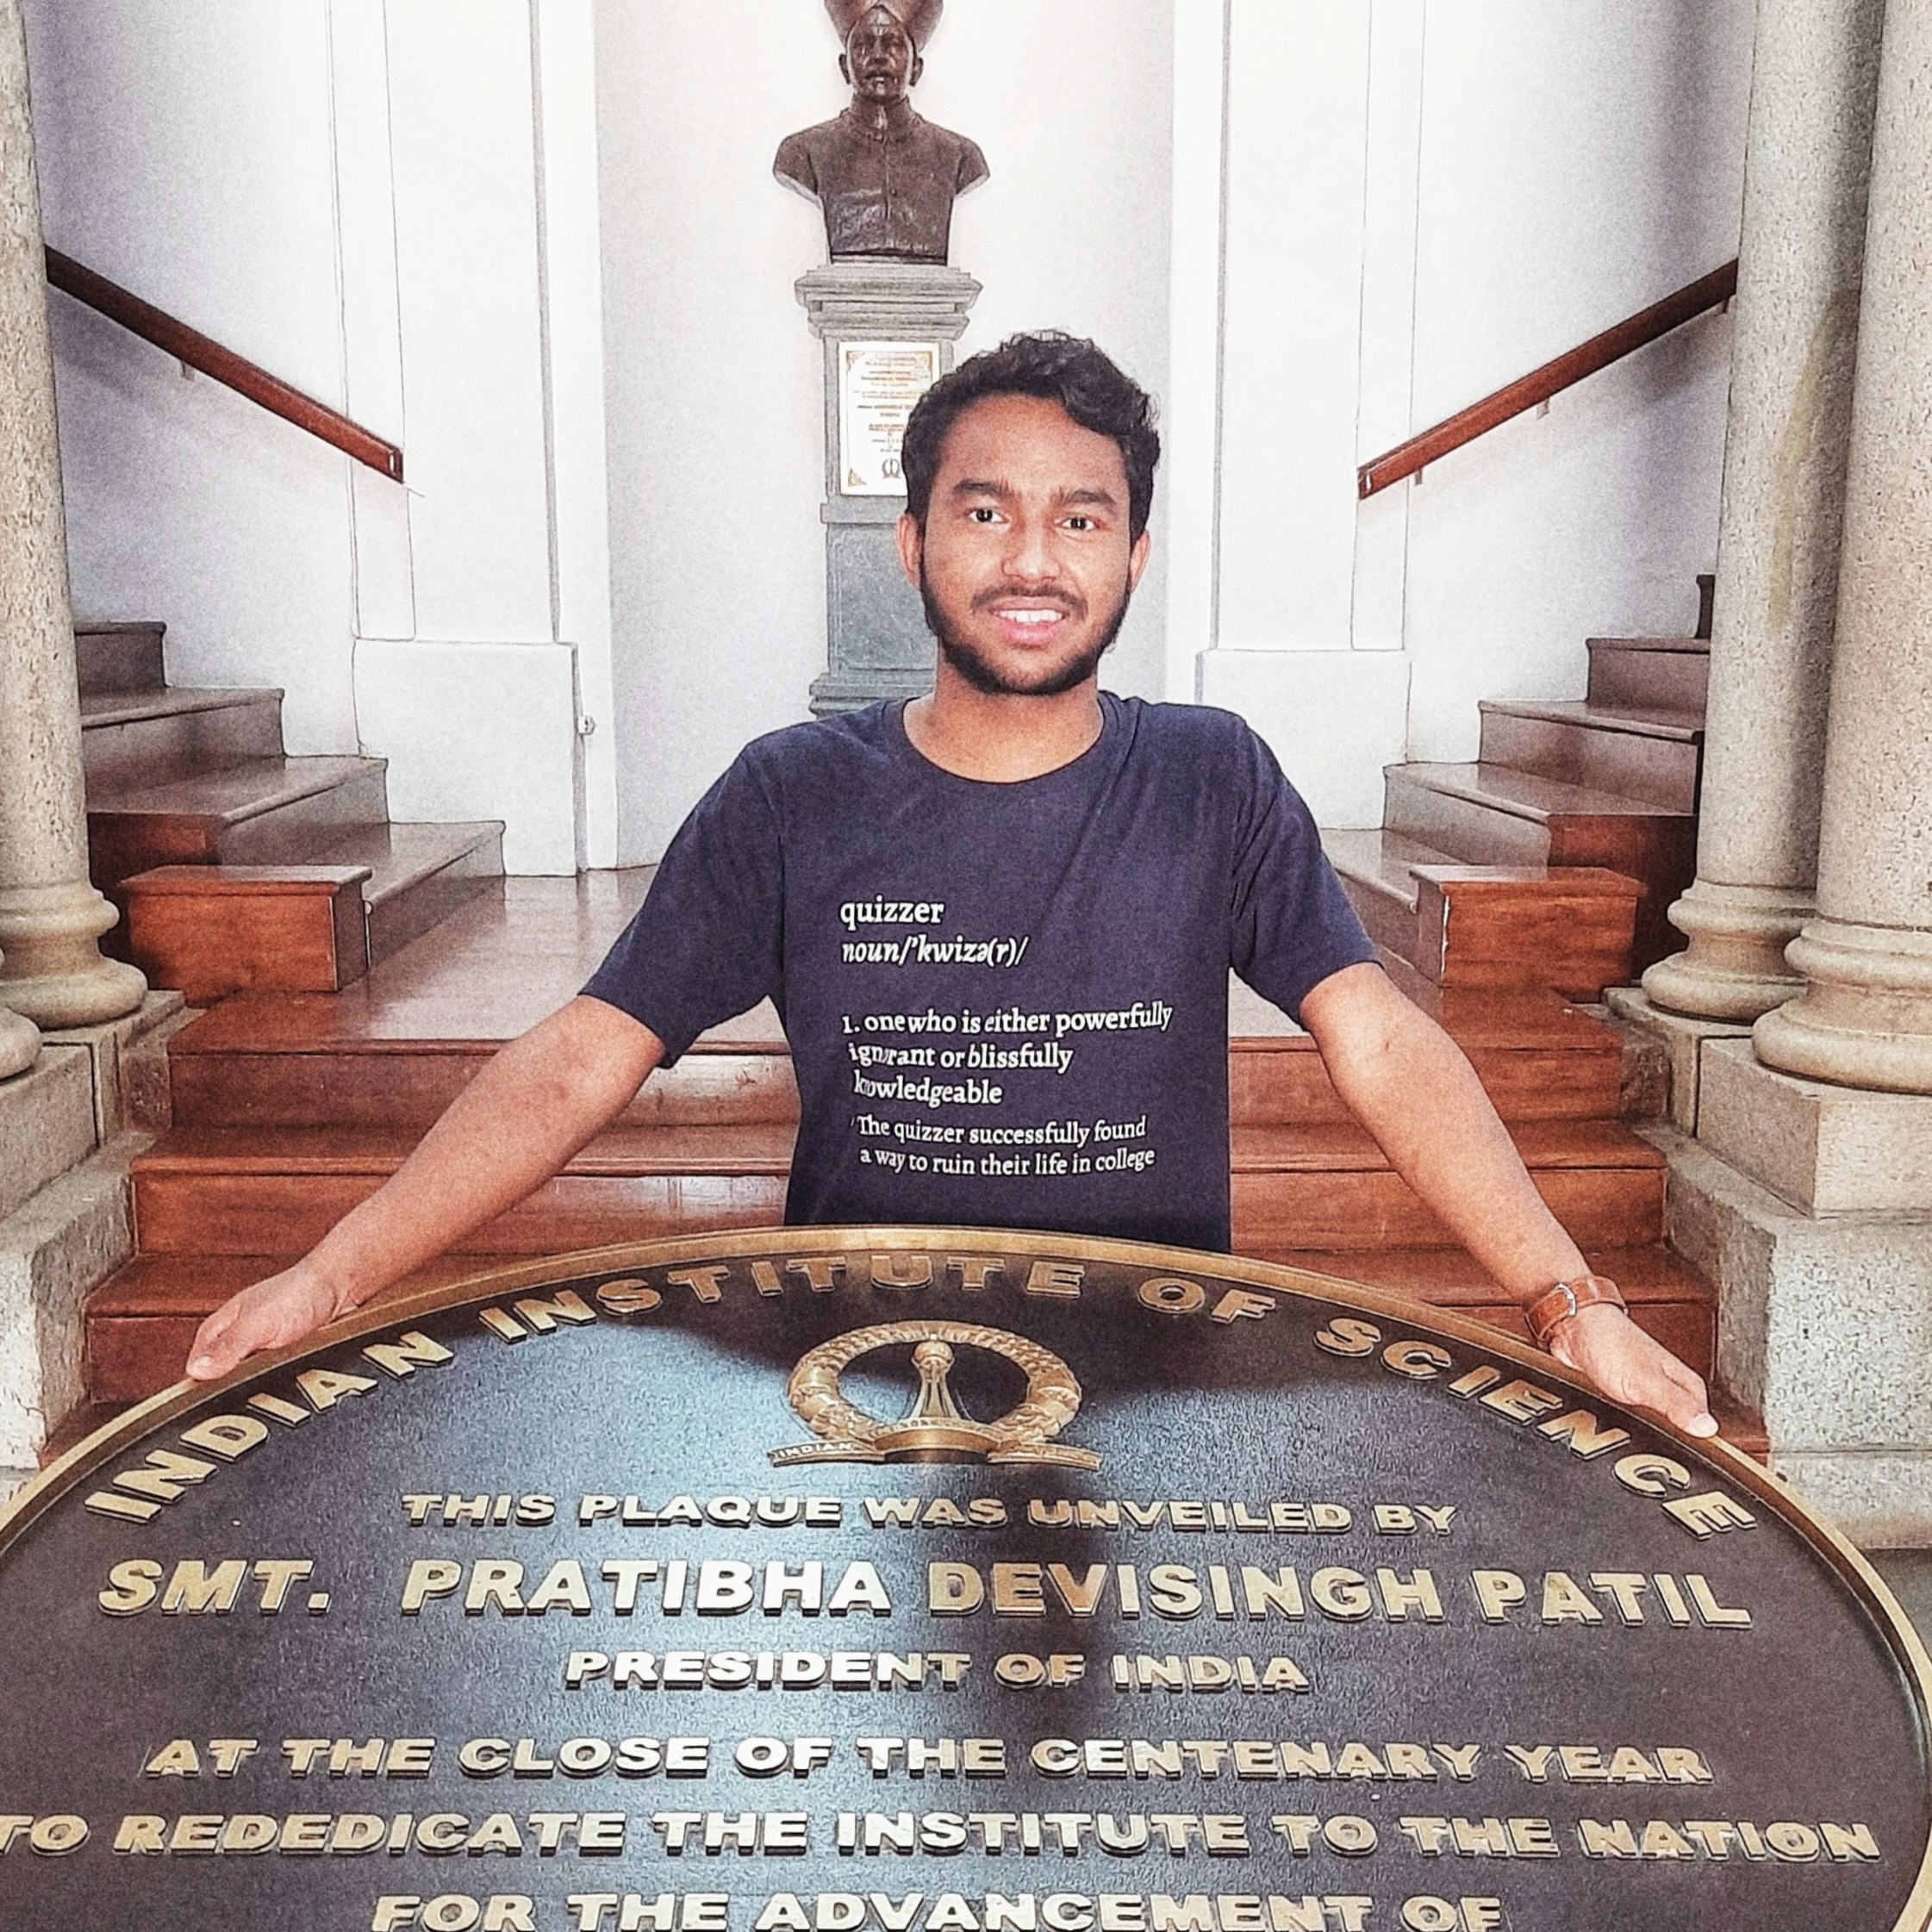 quizzer
noun/'kwizə(r)/
1. one who is either powerfully
ignorant or blissfully
knowledgeable
'The quizzer successfully found
a way to ruin their life in college
INDIAN INSTITUTE OF SCIENCE
INDIAN
THIS PLAQUE WAS UNVEILED BY
SMT. PRATIBHA DEVISINGH PATIL
PRESIDENT OF INDIA
AT THE CLOSE OF THE CENTENARY YEAR
TO REDEDICATE THE INSTITUTE TO THE NATION
FOR THE ADVANCEMENT OF